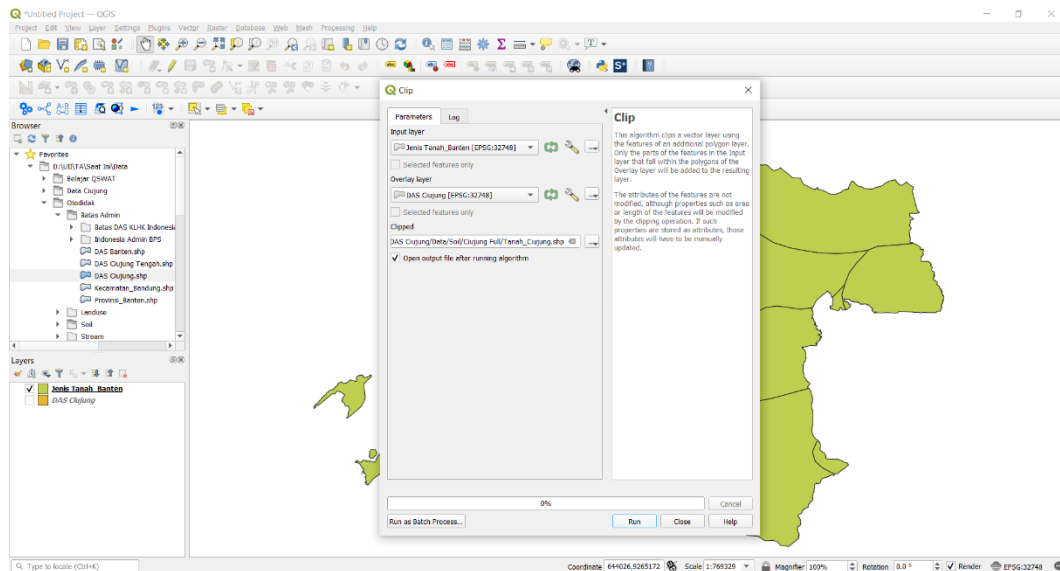 *Untitled Project — QGIS
Project Edit View Layer Settings Plugins Vector Raster Database Web Mesh Processing Help
Browser
Favorites
D:\UII\TA\Saat Ini\Data
Belajar QSWAT
Data Ciujung
Otodidak
Batas Admin
Batas DAS KLHK Indonesia
Indonesia Admin BPS
DAS Banten.shp
DAS Ciujung Tengah.shp
DAS Ciujung.shp
Kecamatan_Bandung.shp
Provinsi_Banten.shp
Landuse
Soil
Stream
Layers
Jenis Tanah_Banten
DAS Ciujung
Clip
Parameters Log
Input layer
Jenis Tanah_Banten [EPSG:32748]
Selected features only
Overlay layer
DAS Ciujung [EPSG:32748]
Selected features only
Clipped
DAS Ciujung/Data/Soil/Ciujung Full/Tanah_Ciujung.shp
Open output file after running algorithm
Clip
This algorithm clips a vector layer using
the features of an additional polygon layer.
Only the parts of the features in the Input
layer that fall within the polygons of the
Overlay layer will be added to the resulting
layer.
The attributes of the features are not
modified, although properties such as area
or length of the features will be modified
by the clipping operation. If such
properties are stored as attributes, those
attributes will have to be manually
updated.
0% Cancel
Run as Batch Process... Run Close Help
Type to locate (Ctrl+K) Coordinate 644026,9265172 Scale 1:769329 Magnifier 100% Rotation 0.0 ° Render EPSG:32748